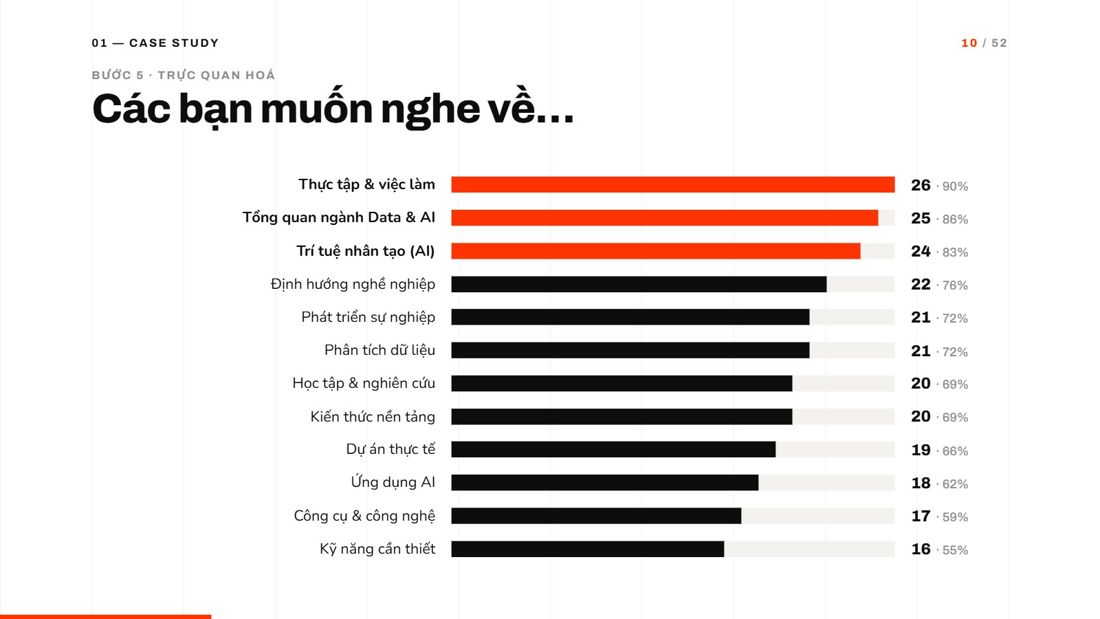 01 — CASE STUDY
10 / 52
BƯỚC 5 · TRỰC QUAN HOÁ
Các bạn muốn nghe về...
Thực tập & việc làm 26 · 90%
Tổng quan ngành Data & AI 25 · 86%
Trí tuệ nhân tạo (AI) 24 · 83%
Định hướng nghề nghiệp 22 · 76%
Phát triển sự nghiệp 21 · 72%
Phân tích dữ liệu 21 · 72%
Học tập & nghiên cứu 20 · 69%
Kiến thức nền tảng 20 · 69%
Dự án thực tế 19 · 66%
Ứng dụng AI 18 · 62%
Công cụ & công nghệ 17 · 59%
Kỹ năng cần thiết 16 · 55%